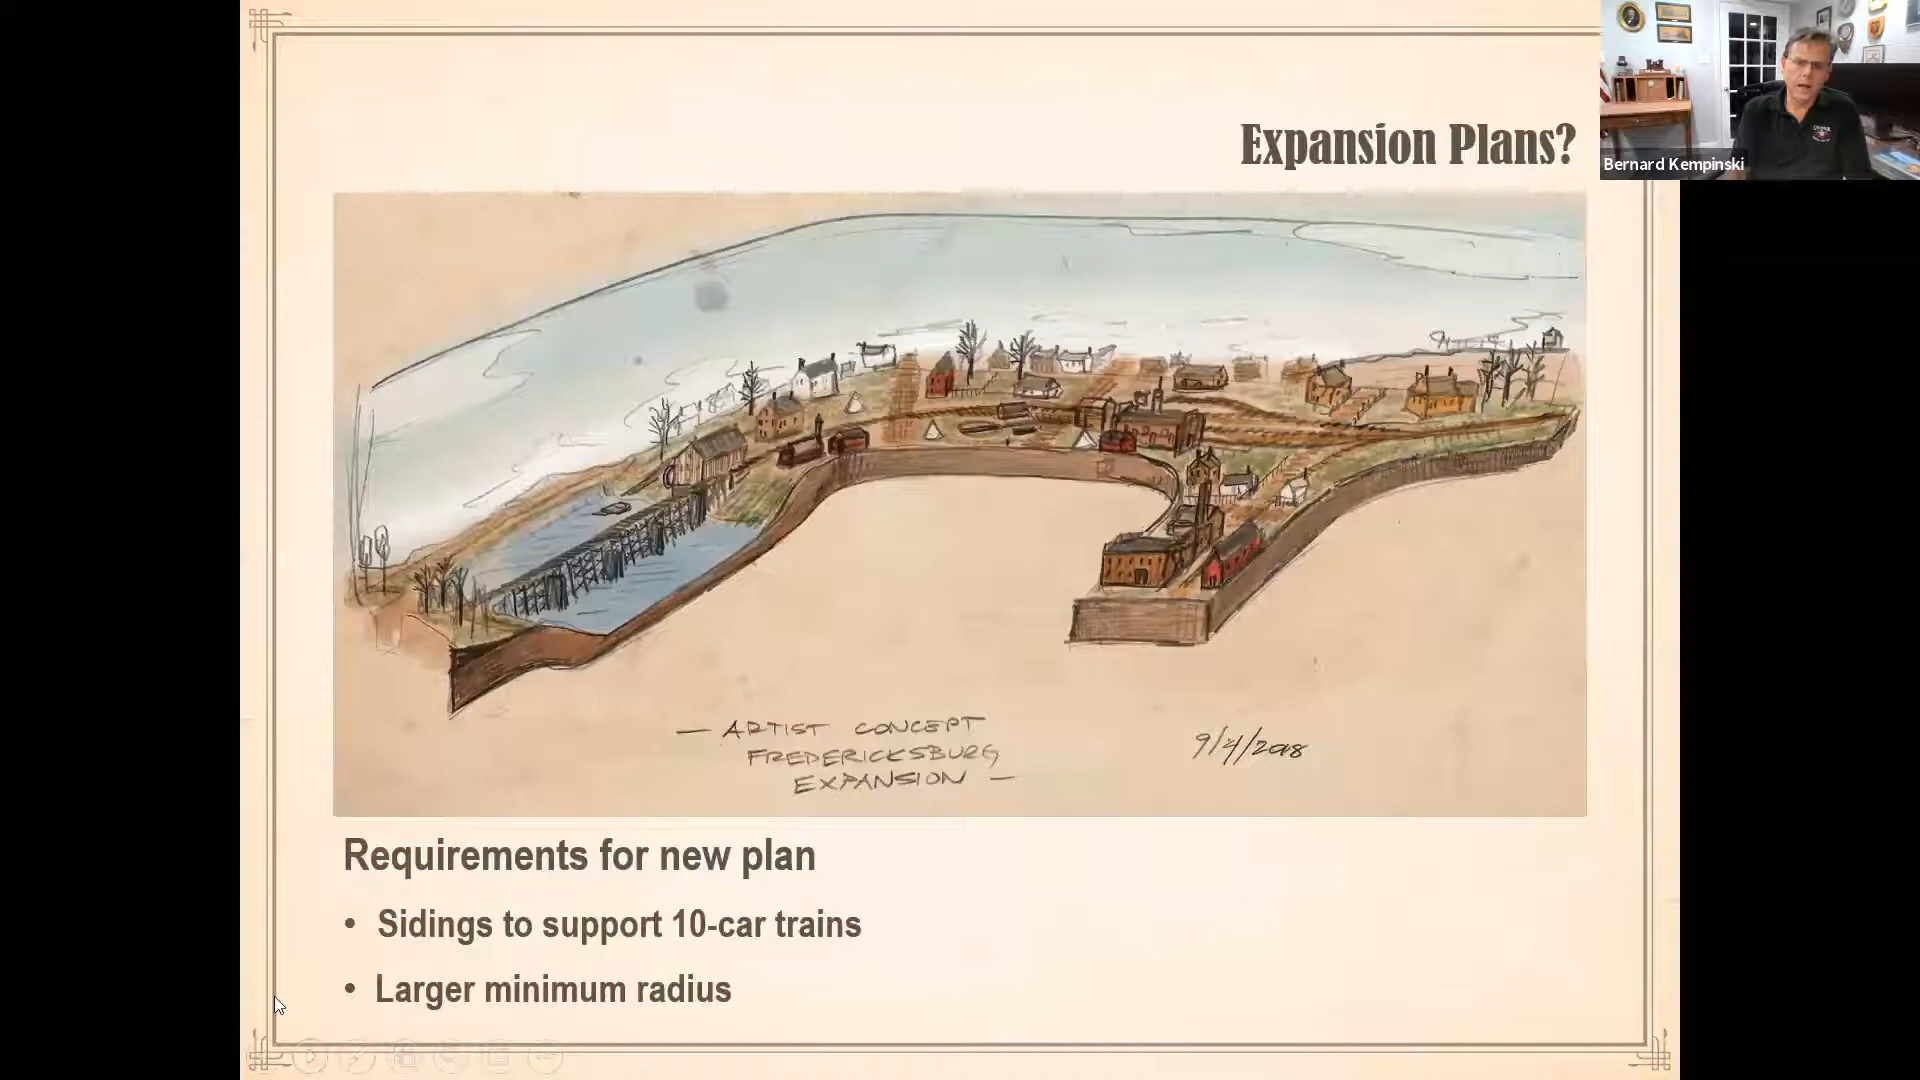 Expansion Plans?
Bernard Kempinski
— ARTIST CONCEPT
FREDERICKSBURG
EXPANSION —
9/4/2018
Requirements for new plan
• Sidings to support 10-car trains
• Larger minimum radius